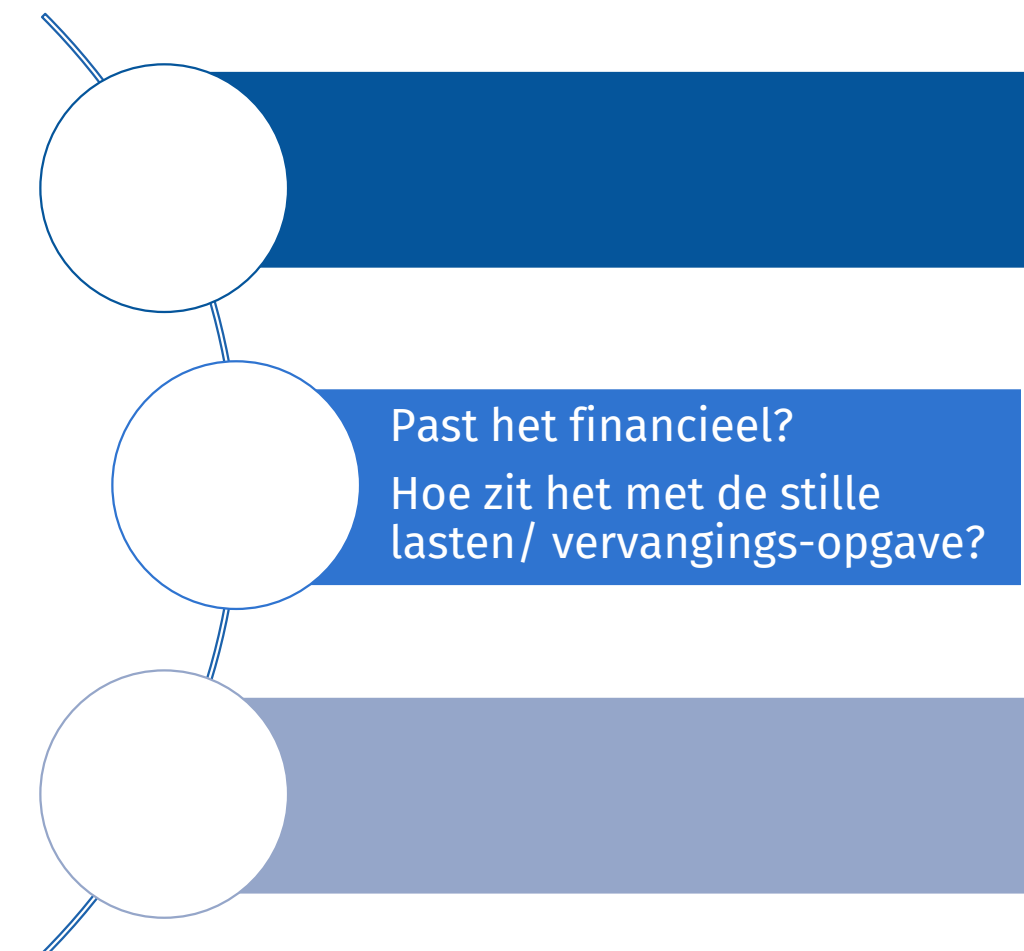 Past het financieel?
Hoe zit het met de stille
lasten/ vervangings-opgave?